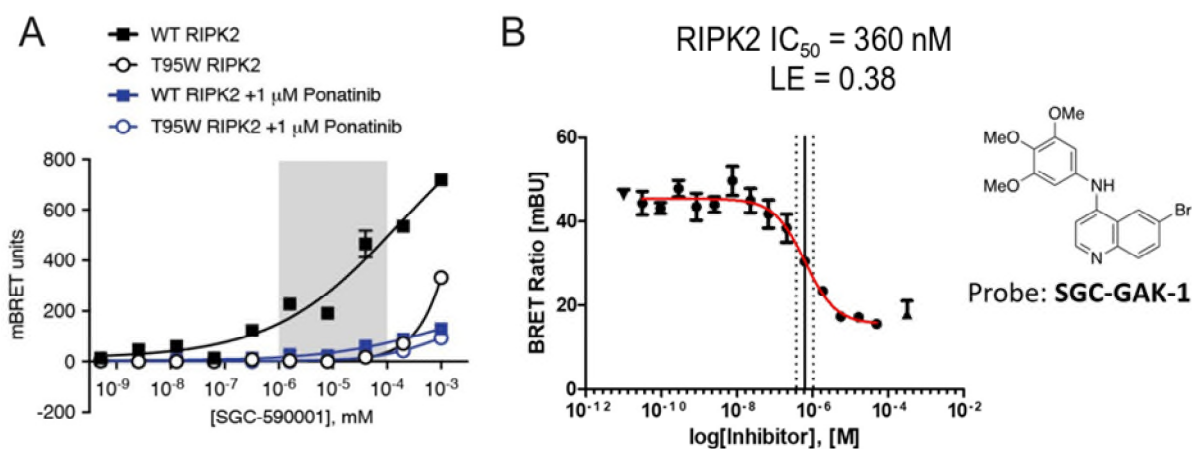 A
WT RIPK2
T95W RIPK2
WT RIPK2 +1 μM Ponatinib
T95W RIPK2 +1 μM Ponatinib
800
600
400
200
0
-200
mBRET units
10⁻⁹
10⁻⁸
10⁻⁷
10⁻⁶
10⁻⁵
10⁻⁴
10⁻³
[SGC-590001], mM
B
RIPK2 IC₅₀ = 360 nM
LE = 0.38
60
40
20
0
BRET Ratio [mBU]
10⁻¹²
10⁻¹⁰
10⁻⁸
10⁻⁶
10⁻⁴
10⁻²
log[Inhibitor], [M]
OMe
MeO
MeO
NH
Br
N
Probe: SGC-GAK-1